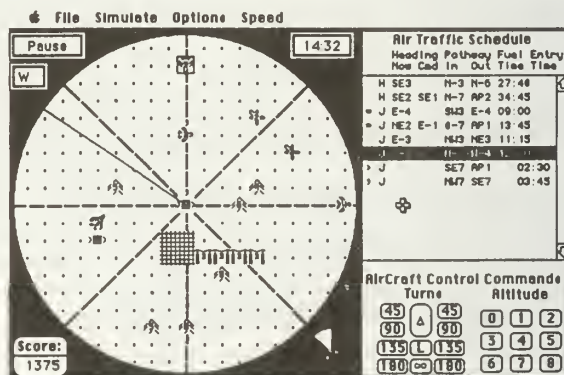 File Simulate Options Speed
Pause
14:32
W
Air Traffic Schedule
Heading Pathway Fuel Entry
Now Cmd In Out Time Time
H SE3 N-3 N-6 27:48
H SE2 SE1 N-7 AP2 34:45
J E-4 SW3 E-4 09:00
J NE2 E-1 AP1 13:45
J E-3 NW3 NE3 11:15
J
J SE7 AP1 02:30
J NW7 SE7 03:45
AirCraft Control Commands
Turns Altitude
45 45
90 90 0 1 2
135 L 135 3 4 5
180 ∞ 180 6 7 8
Score:
1375